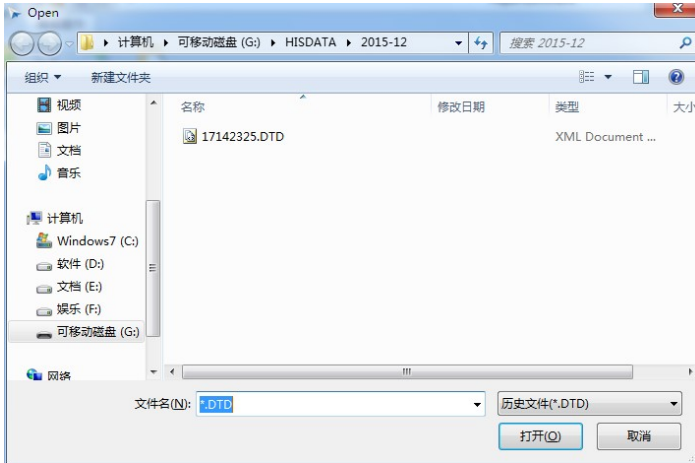 Open
计算机 可移动磁盘 (G:) HISDATA 2015-12 搜索 2015-12
组织 新建文件夹
名称 修改日期 类型 大小
视频
图片
文档
音乐
计算机
Windows7 (C:)
软件 (D:)
文档 (E:)
娱乐 (F:)
可移动磁盘 (G:)
网络
17142325.DTD XML Document ...
文件名(N): *.DTD 历史文件(*.DTD)
打开(O) 取消